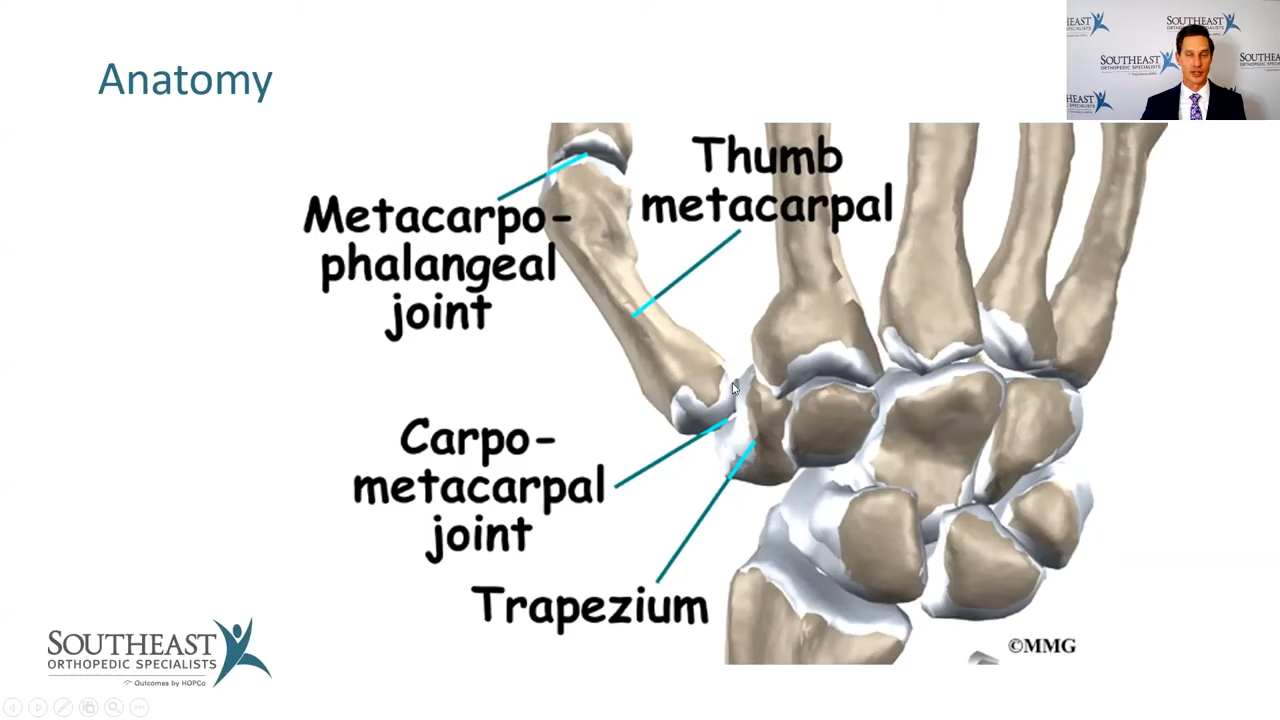 Anatomy
SOUTHEAST
ORTHOPEDIC SPECIALISTS
Thumb
metacarpal
Metacarpo-
phalangeal
joint
Carpo-
metacarpal
joint
Trapezium
©MMG
SOUTHEAST
ORTHOPEDIC SPECIALISTS
Outcomes by HOPCo